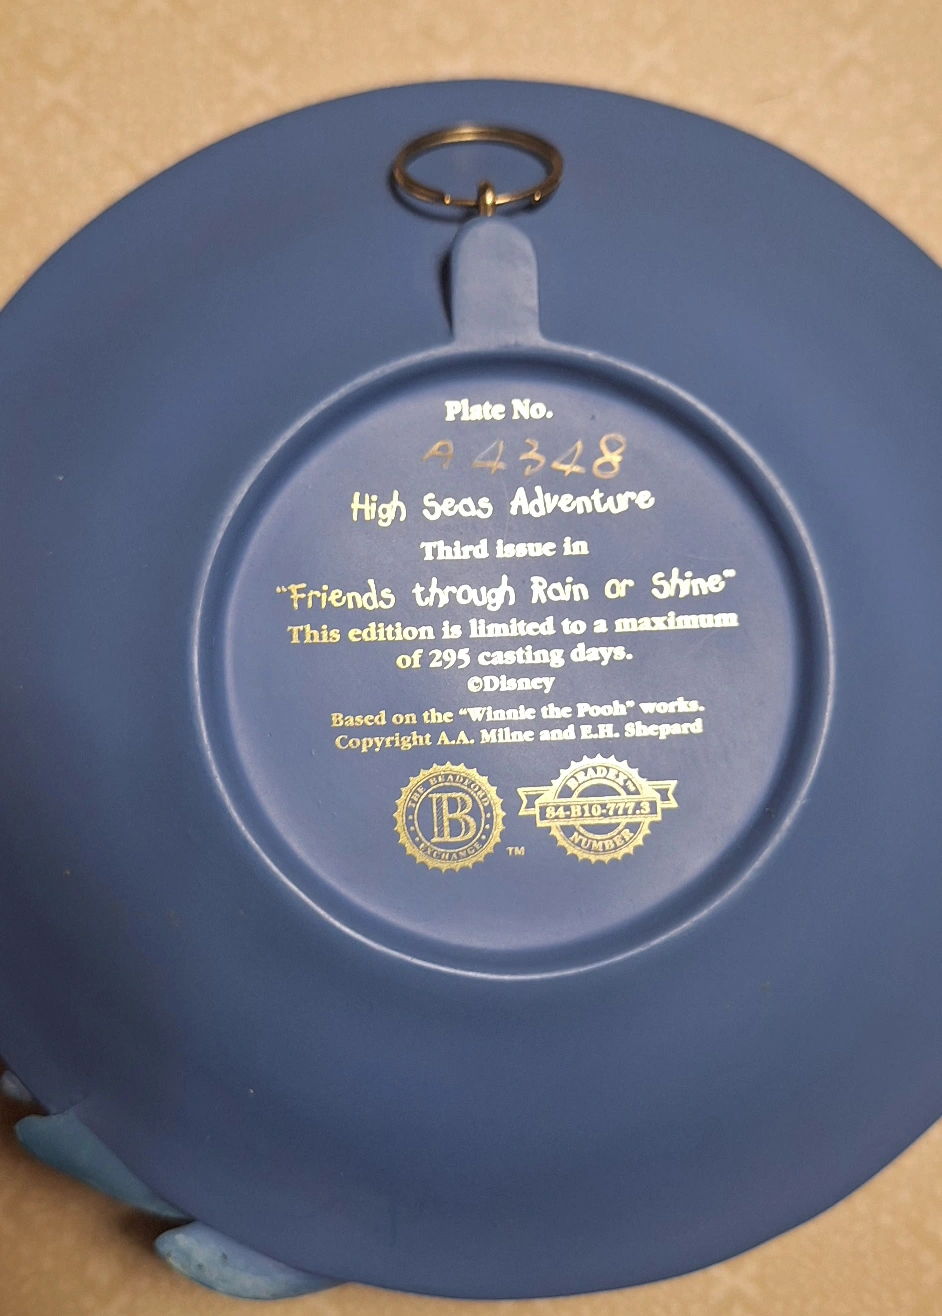 Plate No.
A4348
High Seas Adventure
Third issue in
"Friends through Rain or Shine"
This edition is limited to a maximum
of 295 casting days.
©Disney
Based on the "Winnie the Pooh" works.
Copyright A.A. Milne and E.H. Shepard
THE BRADFORD
B
EXCHANGE
TM
BRADEX
84-B10-777.3
NUMBER